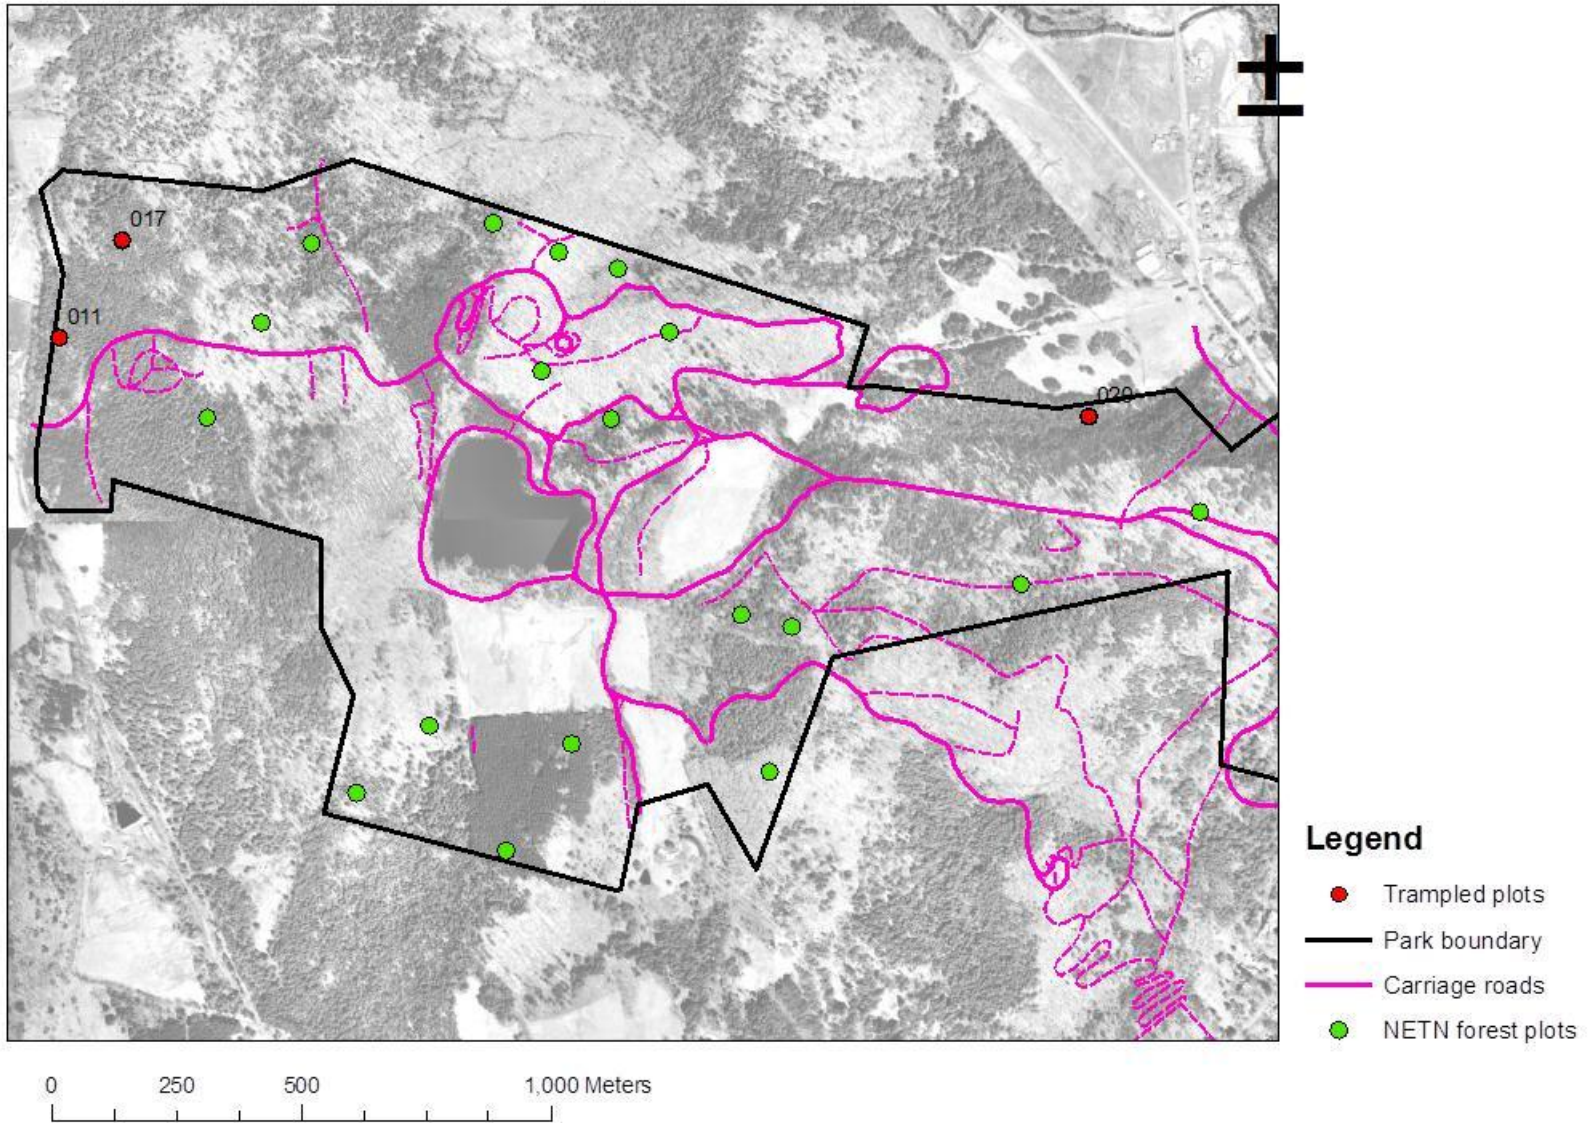 017
011
020
Legend
Trampled plots
Park boundary
Carriage roads
NETN forest plots
0 250 500 1,000 Meters